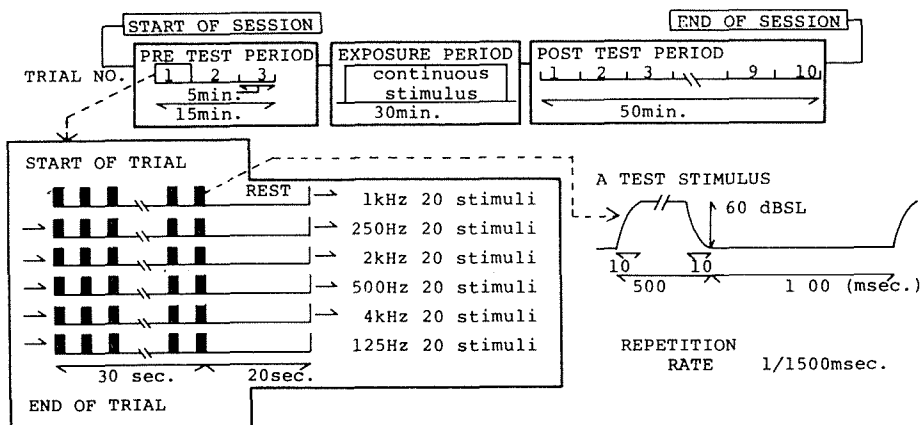 START OF SESSION
END OF SESSION
PRE TEST PERIOD
EXPOSURE PERIOD
POST TEST PERIOD
TRIAL NO.
1 2 3
continuous
stimulus
1 2 3 9 10
5min.
15min.
30min.
50min.
START OF TRIAL
REST
1kHz 20 stimuli
250Hz 20 stimuli
2kHz 20 stimuli
500Hz 20 stimuli
4kHz 20 stimuli
125Hz 20 stimuli
30 sec. 20sec.
END OF TRIAL
A TEST STIMULUS
60 dBSL
10 10
500 1 00 (msec.)
REPETITION
RATE 1/1500msec.